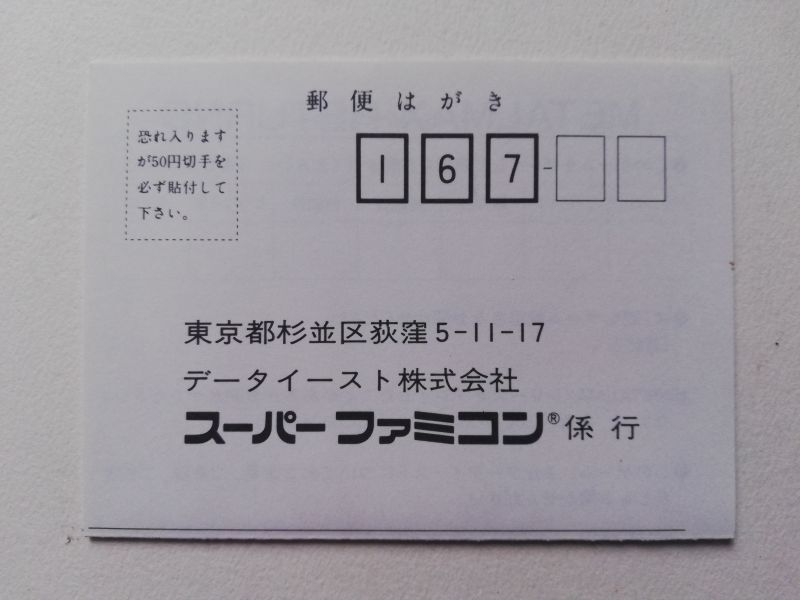 郵便はがき
恐れ入ります
が50円切手を
必ず貼付して
下さい。
167-
東京都杉並区荻窪5-11-17
データイースト株式会社
スーパーファミコン®係行